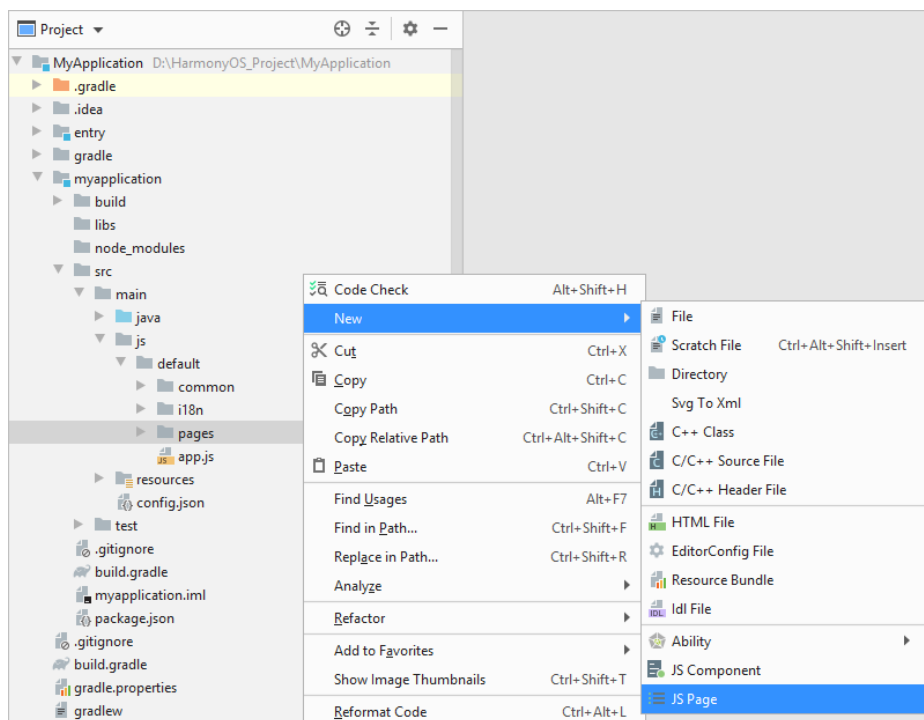 Project
MyApplication D:\HarmonyOS_Project\MyApplication
.gradle
.idea
entry
gradle
myapplication
build
libs
node_modules
src
main
java
js
default
common
i18n
pages
app.js
resources
config.json
test
.gitignore
build.gradle
myapplication.iml
package.json
.gitignore
build.gradle
gradle.properties
gradlew
Code Check Alt+Shift+H
New
Cut Ctrl+X
Copy Ctrl+C
Copy Path Ctrl+Shift+C
Copy Relative Path Ctrl+Alt+Shift+C
Paste Ctrl+V
Find Usages Alt+F7
Find in Path... Ctrl+Shift+F
Replace in Path... Ctrl+Shift+R
Analyze
Refactor
Add to Favorites
Show Image Thumbnails Ctrl+Shift+T
Reformat Code Ctrl+Alt+L
File
Scratch File Ctrl+Alt+Shift+Insert
Directory
Svg To Xml
C++ Class
C/C++ Source File
C/C++ Header File
HTML File
EditorConfig File
Resource Bundle
Idl File
Ability
JS Component
JS Page